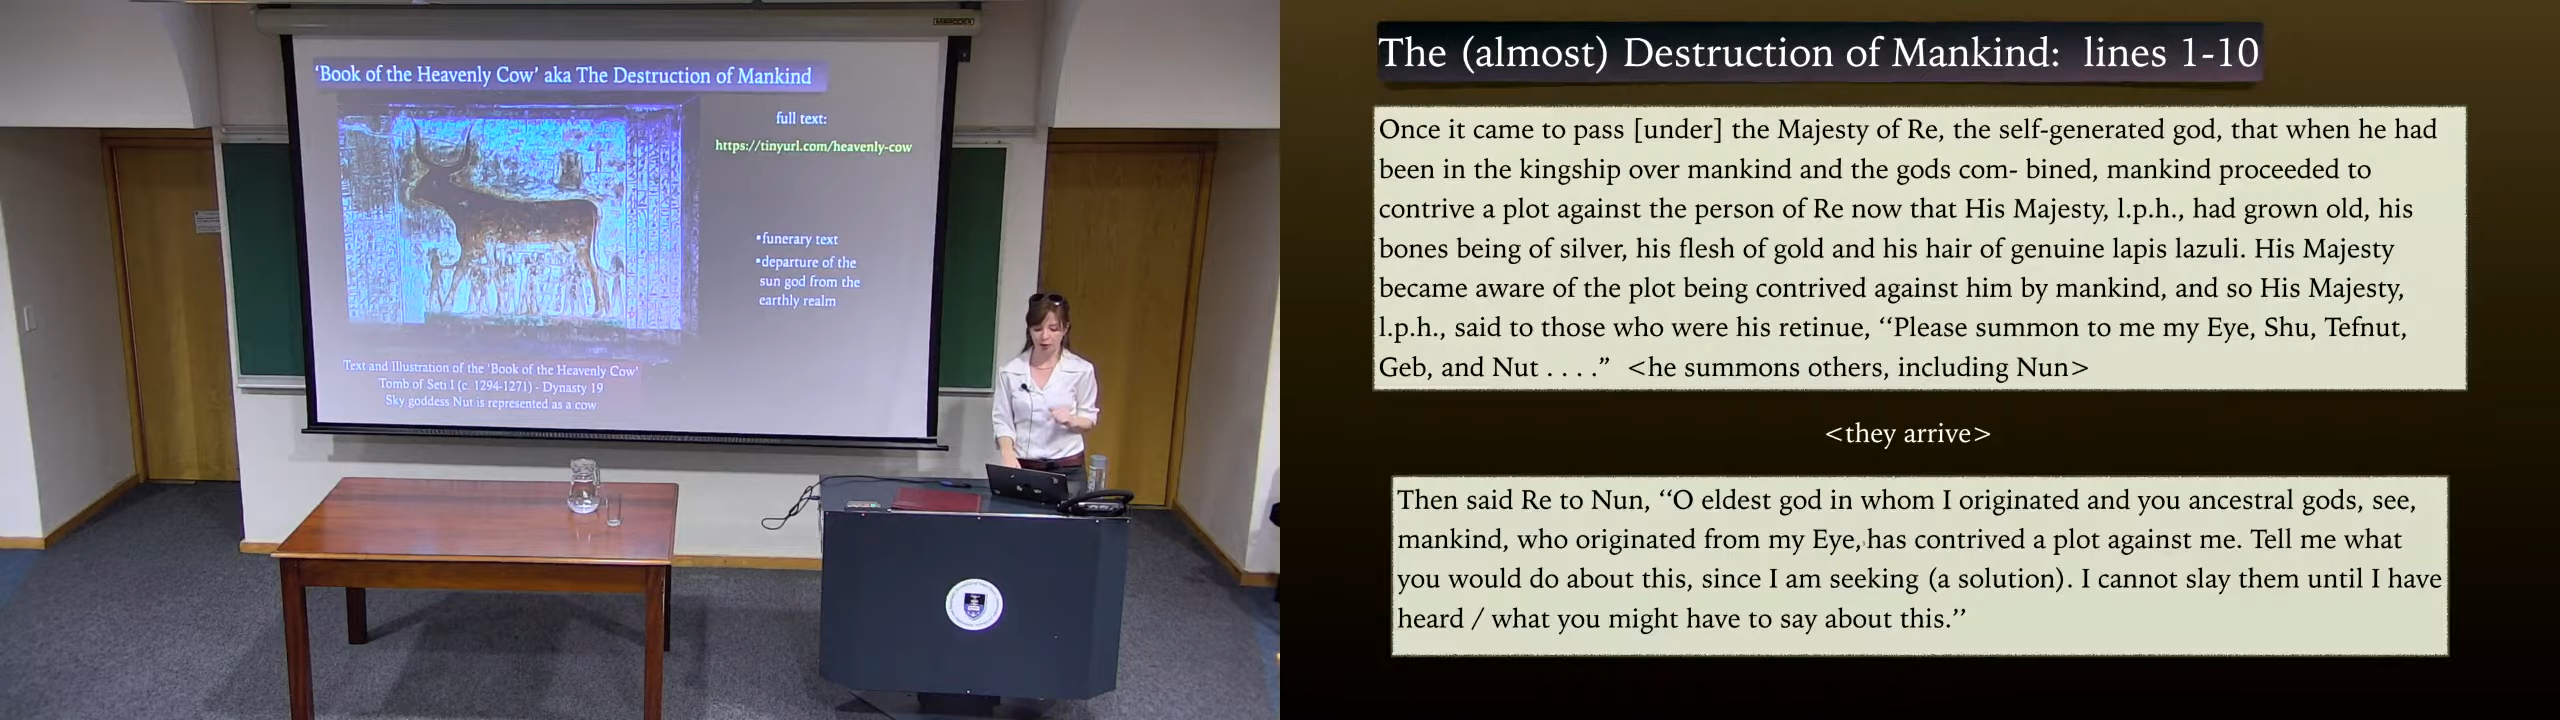 MEDECOLEX
'Book of the Heavenly Cow' aka The Destruction of Mankind
full text:
https://tinyurl.com/heavenly-cow
•funerary text
•departure of the
sun god from the
earthly realm
Text and Illustration of the 'Book of the Heavenly Cow'
Tomb of Seti I (c. 1294-1271) - Dynasty 19
Sky goddess Nut is represented as a cow
The (almost) Destruction of Mankind:  lines 1-10
Once it came to pass [under] the Majesty of Re, the self-generated god, that when he had
been in the kingship over mankind and the gods com- bined, mankind proceeded to
contrive a plot against the person of Re now that His Majesty, l.p.h., had grown old, his
bones being of silver, his flesh of gold and his hair of genuine lapis lazuli. His Majesty
became aware of the plot being contrived against him by mankind, and so His Majesty,
l.p.h., said to those who were his retinue, ‘‘Please summon to me my Eye, Shu, Tefnut,
Geb, and Nut . . . .”  <he summons others, including Nun>
<they arrive>
Then said Re to Nun, ‘‘O eldest god in whom I originated and you ancestral gods, see,
mankind, who originated from my Eye, has contrived a plot against me. Tell me what
you would do about this, since I am seeking (a solution). I cannot slay them until I have
heard / what you might have to say about this.’’